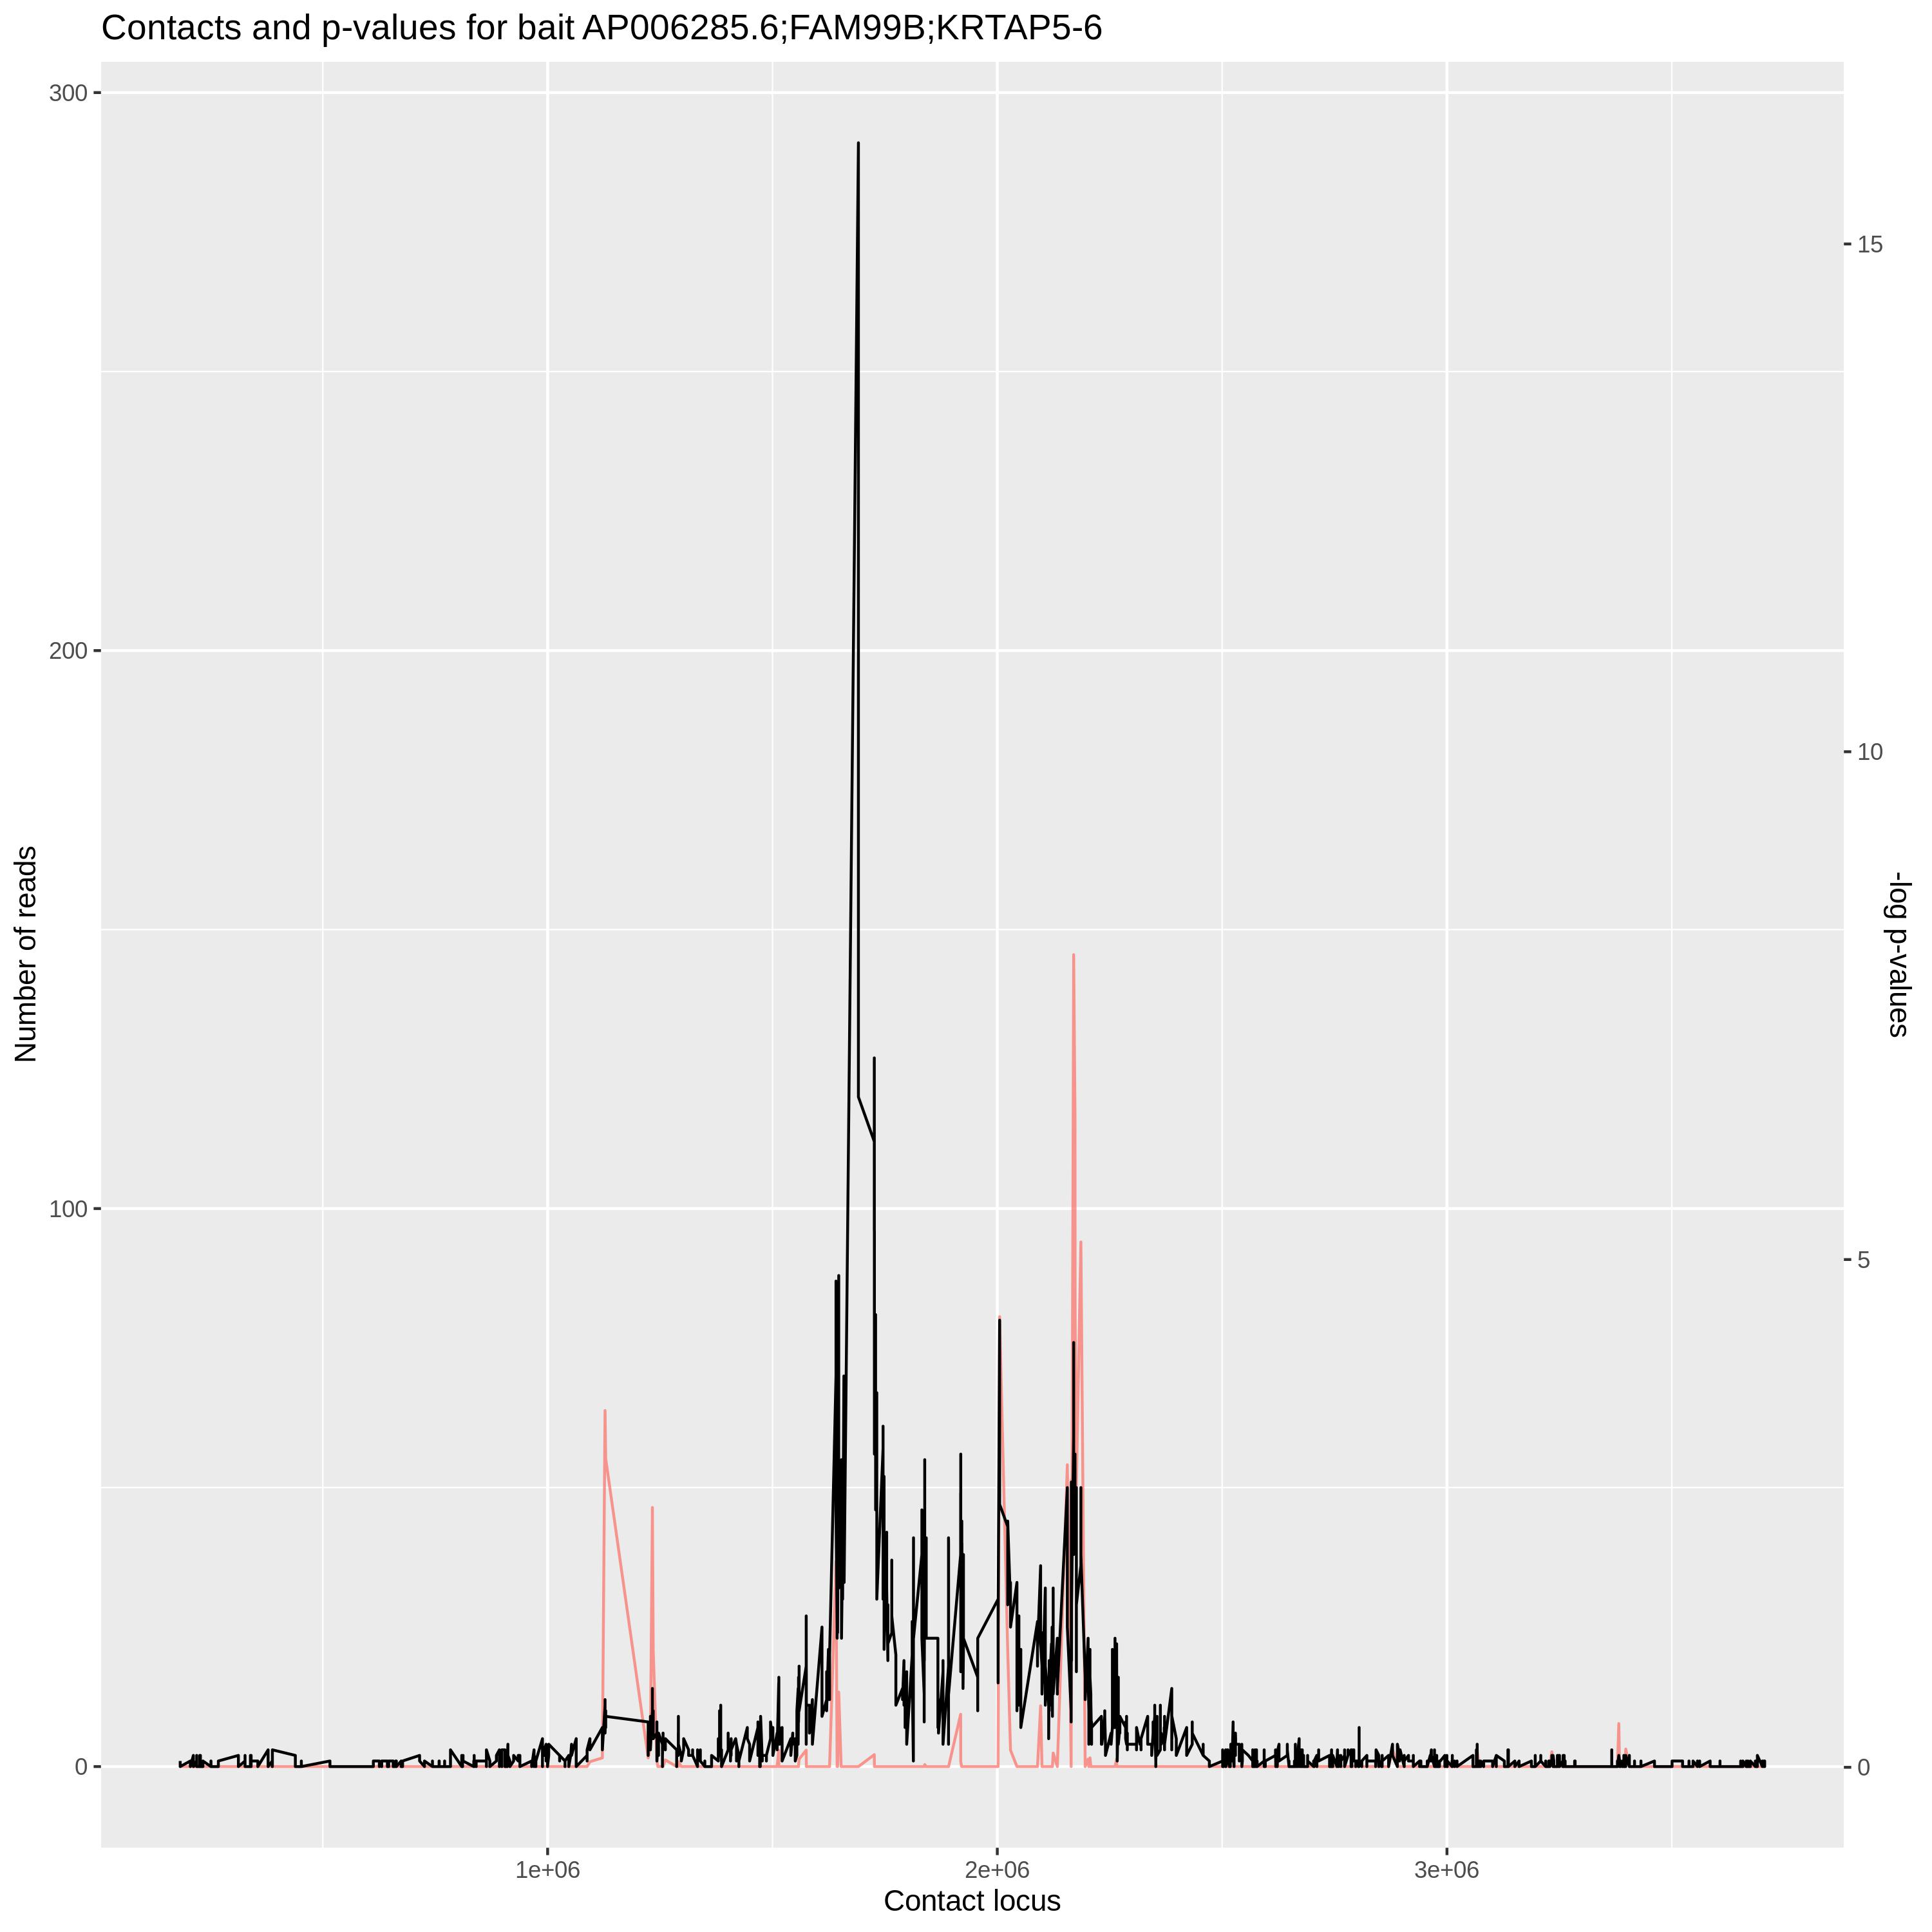 Contacts and p-values for bait AP006285.6;FAM99B;KRTAP5-6
300
200
100
0
Number of reads
15
10
5
0
-log p-values
1e+06
2e+06
3e+06
Contact locus